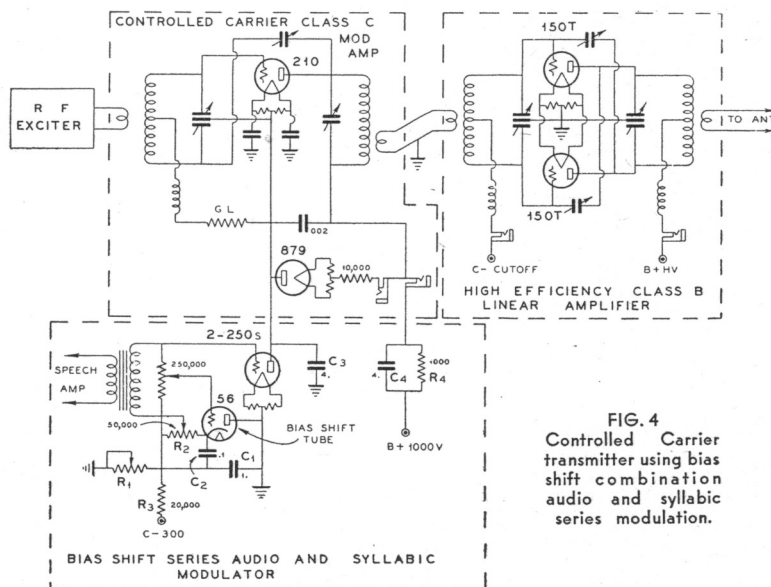 CONTROLLED CARRIER CLASS C
MOD
AMP
210
R F
EXCITER
GL
.002
879
10,000
150T
150T
TO ANT
C- CUTOFF
B+HV
HIGH EFFICIENCY CLASS B
LINEAR AMPLIFIER
2-250s
SPEECH
AMP
250,000
50,000
R2
56
BIAS SHIFT
TUBE
C3
4.
C4
4.
1000
R4
B+1000V
.1
C2
C1
1.
R1
R3
20,000
C-300
BIAS SHIFT SERIES AUDIO AND SYLLABIC
MODULATOR
FIG. 4
Controlled Carrier
transmitter using bias
shift combination
audio and syllabic
series modulation.